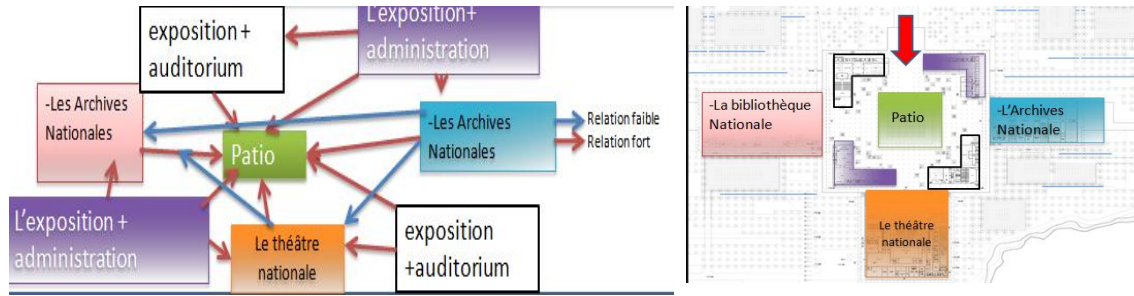 exposition +
auditorium
L'exposition+
administration
-Les Archives
Nationales
Patio
-Les Archives
Nationales
Relation faible
Relation fort
L'exposition +
administration
Le théâtre
nationale
exposition
+auditorium
-La bibliothèque
Nationale
Patio
-L'Archives
Nationale
Le théâtre
nationale